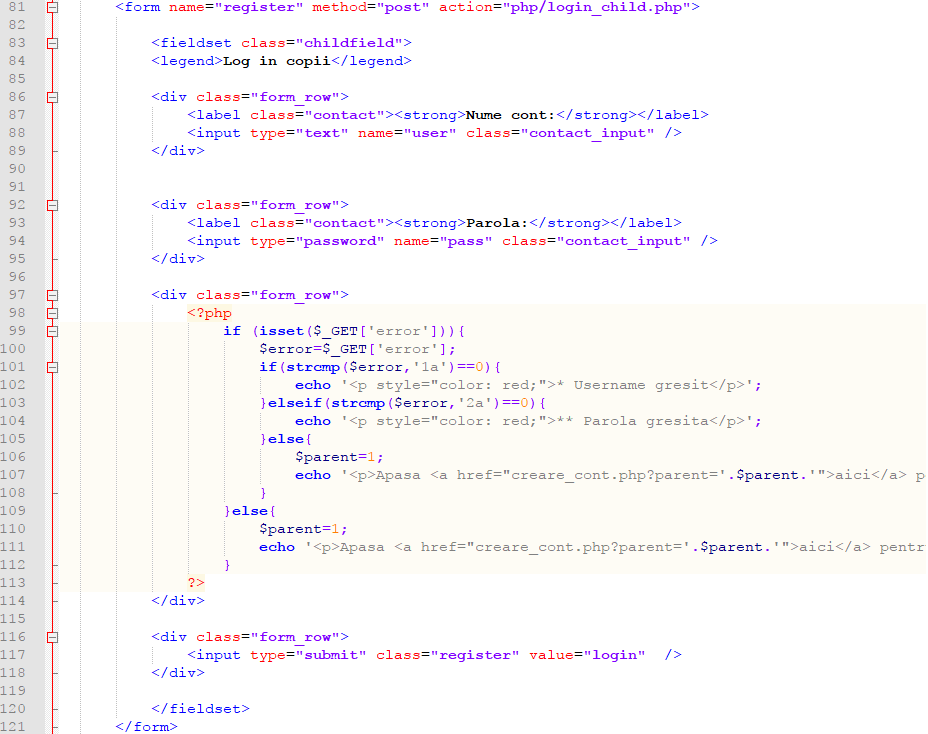 81 <form name="register" method="post" action="php/login_child.php">
82
83 <fieldset class="childfield">
84 <legend>Log in copii</legend>
85
86 <div class="form_row">
87 <label class="contact"><strong>Nume cont:</strong></label>
88 <input type="text" name="user" class="contact_input" />
89 </div>
90
91
92 <div class="form_row">
93 <label class="contact"><strong>Parola:</strong></label>
94 <input type="password" name="pass" class="contact_input" />
95 </div>
96
97 <div class="form_row">
98 <?php
99 if (isset($_GET['error'])){
100 $error=$_GET['error'];
101 if(strcmp($error,'1a')==0){
102 echo '<p style="color: red;">* Username gresit</p>';
103 }elseif(strcmp($error,'2a')==0){
104 echo '<p style="color: red;">** Parola gresita</p>';
105 }else{
106 $parent=1;
107 echo '<p>Apasa <a href="creare_cont.php?parent='.$parent.'">aici</a> p
108 }
109 }else{
110 $parent=1;
111 echo '<p>Apasa <a href="creare_cont.php?parent='.$parent.'">aici</a> pentr
112 }
113 ?>
114 </div>
115
116 <div class="form_row">
117 <input type="submit" class="register" value="login" />
118 </div>
119
120 </fieldset>
121 </form>